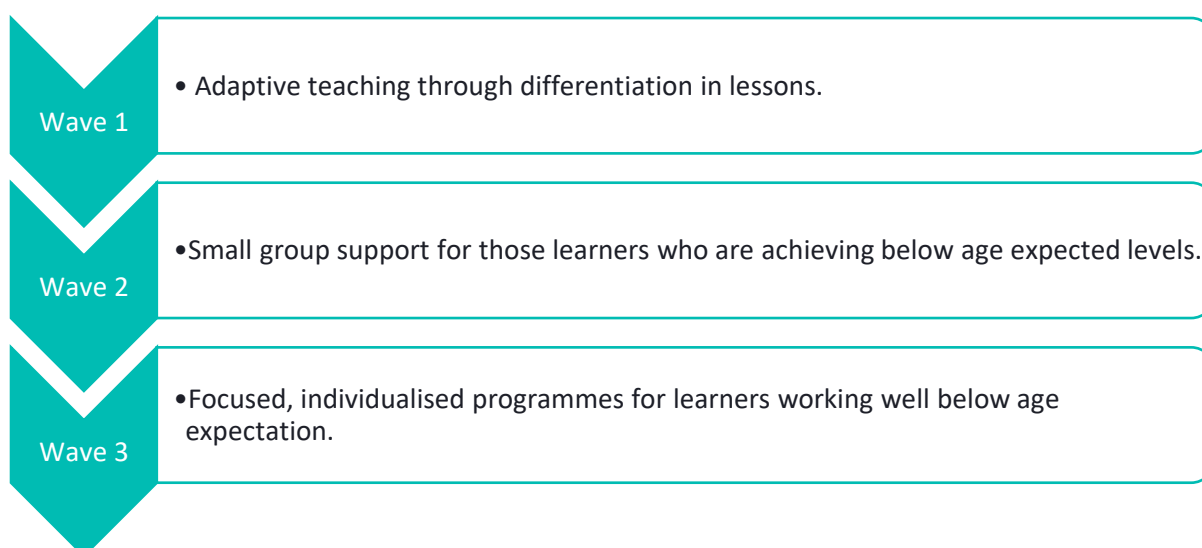 Wave 1
• Adaptive teaching through differentiation in lessons.
Wave 2
•Small group support for those learners who are achieving below age expected levels.
Wave 3
•Focused, individualised programmes for learners working well below age
expectation.